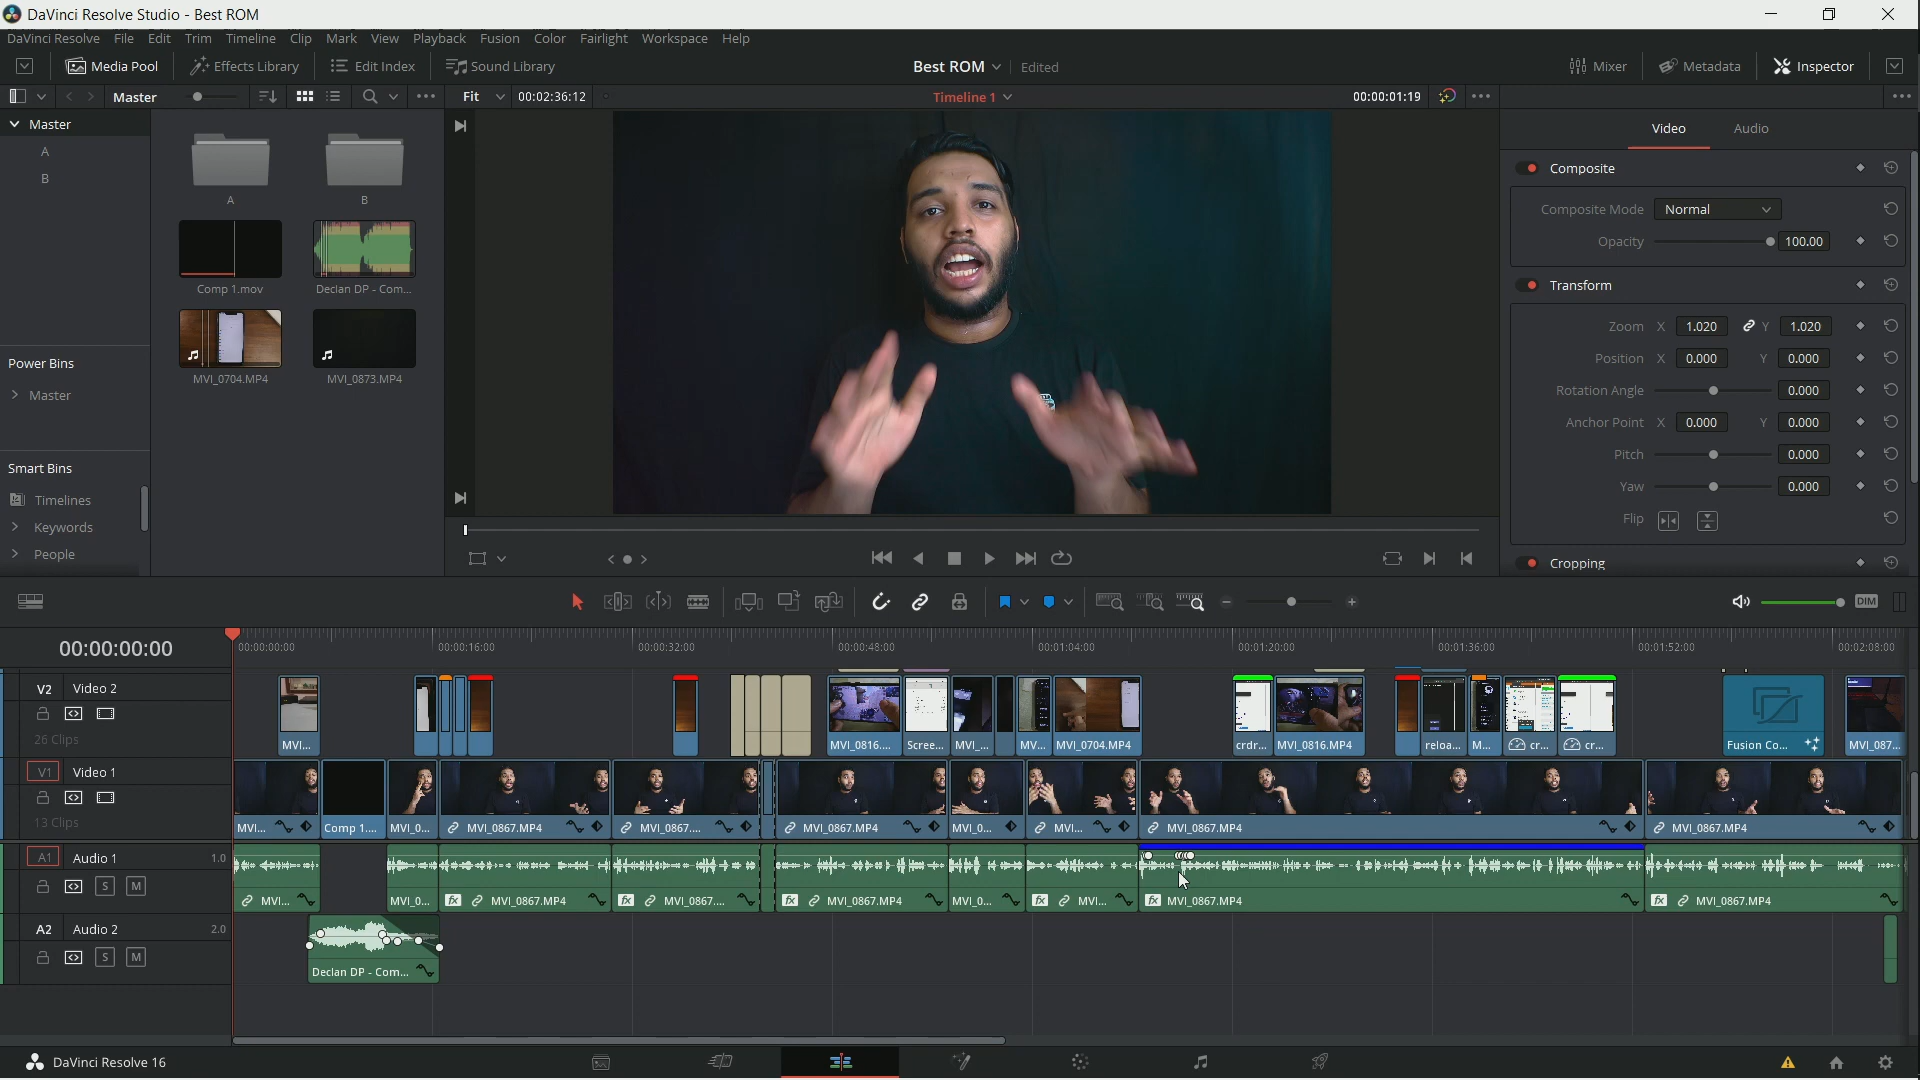 DaVinci Resolve Studio - Best ROM
DaVinci Resolve File Edit Trim Timeline Clip Mark View Playback Fusion Color Fairlight Workspace Help
Media Pool Effects Library Edit Index Sound Library Best ROM Edited Mixer Metadata Inspector
Master Fit 00:02:36:12 Timeline 1 00:00:01:19
Master
A
B
Power Bins
Master
Smart Bins
Timelines
Keywords
People
A B
Comp 1.mov Declan DP - Com...
MVI_0704.MP4 MVI_0873.MP4
Video Audio
Composite
Composite Mode Normal
Opacity 100.00
Transform
Zoom X 1.020 Y 1.020
Position X 0.000 Y 0.000
Rotation Angle 0.000
Anchor Point X 0.000 Y 0.000
Pitch 0.000
Yaw 0.000
Flip
Cropping
DIM
00:00:00:00 00:00:00:00 00:00:16:00 00:00:32:00 00:00:48:00 00:01:04:00 00:01:20:00 00:01:36:00 00:01:52:00 00:02:08:00
V2 Video 2
26 Clips
MVI... MVI_0816.... Scree... MVI_... MV... MVI_0704.MP4 crdr... MVI_0816.MP4 reloa... M... cr... cr... Fusion Co... MVI_087...
V1 Video 1
13 Clips
MVI... Comp 1.... MVI_0... MVI_0867.MP4 MVI_0867.... MVI_0867.MP4 MVI_0... MVI... MVI_0867.MP4 MVI_0867.MP4
A1 Audio 1 1.0
S M
MVI... MVI_0... fx MVI_0867.MP4 fx MVI_0867.... fx MVI_0867.MP4 MVI_0... fx MVI... fx MVI_0867.MP4 fx MVI_0867.MP4
A2 Audio 2 2.0
S M
Declan DP - Com...
DaVinci Resolve 16